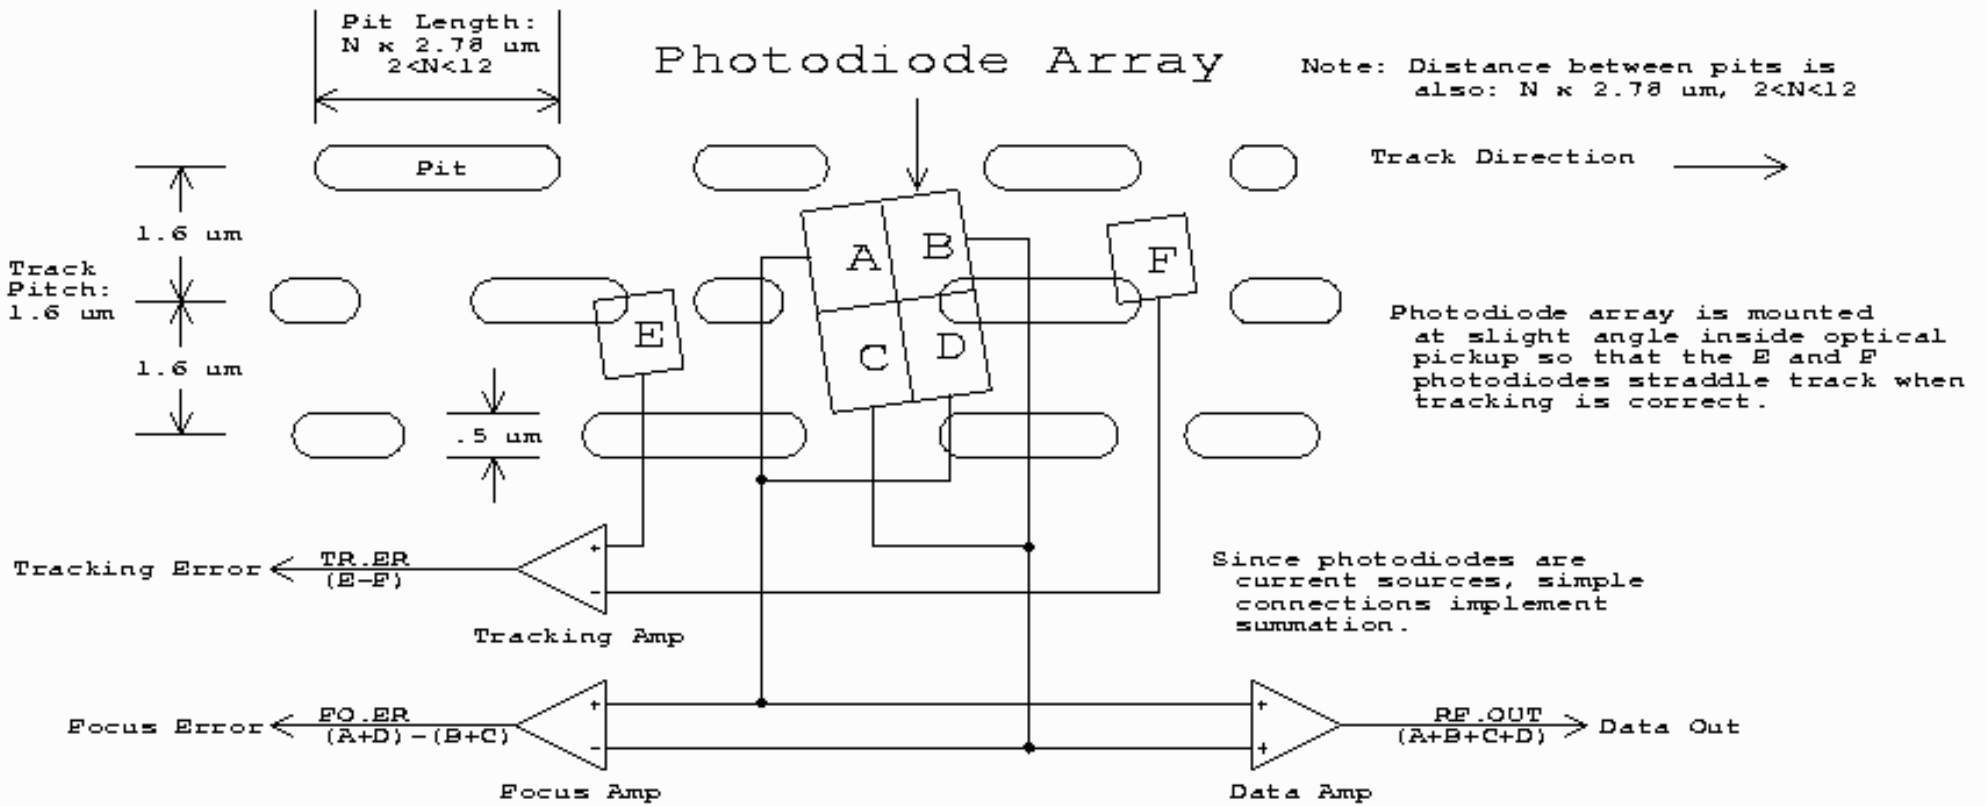 Pit Length:
N x 2.78 um
2<N<12
Photodiode Array
Note: Distance between pits is
also: N x 2.78 um, 2<N<12
Pit
Track Direction
1.6 um
Track
Pitch:
1.6 um
A
B
F
E
C
D
Photodiode array is mounted
at slight angle inside optical
pickup so that the E and F
photodiodes straddle track when
tracking is correct.
1.6 um
.5 um
Tracking Error
TR.ER
(E-F)
+
-
Tracking Amp
Since photodiodes are
current sources, simple
connections implement
summation.
Focus Error
FO.ER
(A+D)-(B+C)
+
-
Focus Amp
+
+
RF.OUT
(A+B+C+D)
Data Out
Data Amp